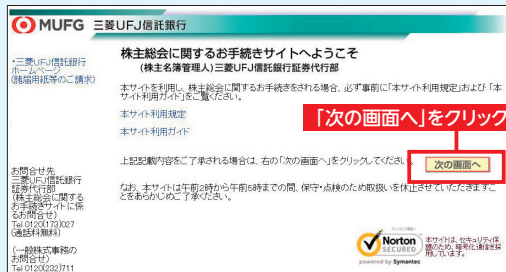 MUFG 三菱UFJ信託銀行
・三菱UFJ信託銀行
ホームページ
(諸届用紙等のご請求)
株主総会に関するお手続きサイトへようこそ
(株主名簿管理人)三菱UFJ信託銀行証券代行部
本サイトを利用し、株主総会に関するお手続きをされる場合、必ず事前に「本サイト利用規定」および「本
サイト利用ガイド」をご覧ください。
本サイト利用規定
本サイト利用ガイド
「次の画面へ」をクリック
上記記載内容をご了承される場合は、右の「次の画面へ」をクリックしてください。
次の画面へ
なお、本サイトは午前2時から午前5時までの間、保守・点検のため取扱いを休止させていただきますこ
とをあらかじめご了承ください。
お問合せ先
三菱UFJ信託銀行
証券代行部
(株主総会に関する
お手続きサイトに係
るお問合せ)
Tel 0120(173)027
(通話料無料)
(一般株式事務の
お問合せ)
Tel 0120(232)711
Norton
SECURED
powered by Symantec
本サイトは、セキュリティ保
護のため、暗号化通信を採
用しています。